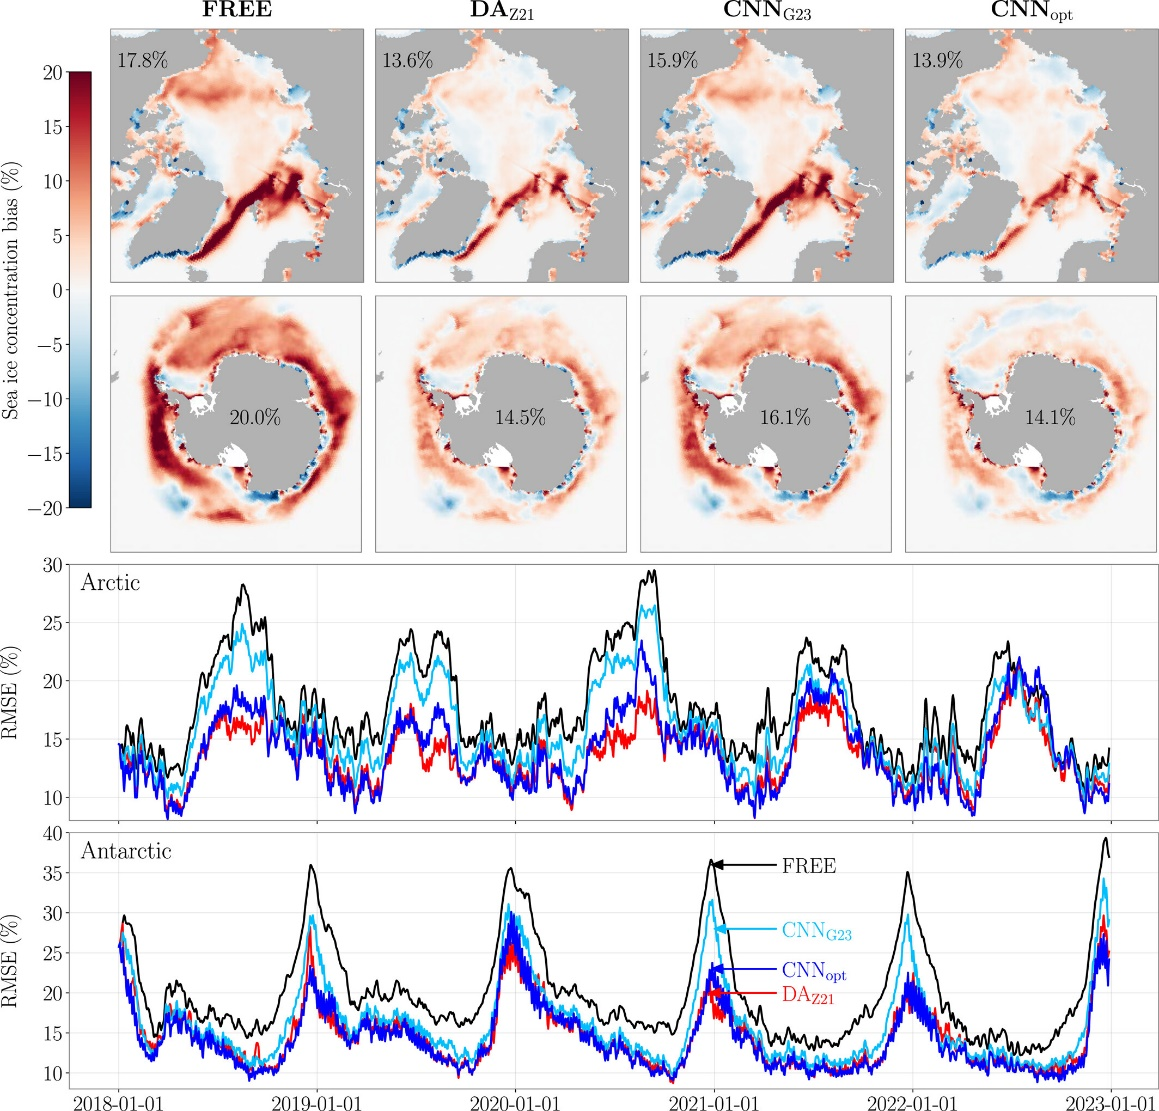 FREE DA_Z21 CNN_G23 CNN_opt
17.8% 13.6% 15.9% 13.9%
Sea ice concentration bias (%)
20
15
10
5
0
−5
−10
−15
−20
20.0% 14.5% 16.1% 14.1%
Arctic
RMSE (%)
30
25
20
15
10
Antarctic
RMSE (%)
40
35
30
25
20
15
10
FREE
CNN_G23
CNN_opt
DA_Z21
2018-01-01 2019-01-01 2020-01-01 2021-01-01 2022-01-01 2023-01-01